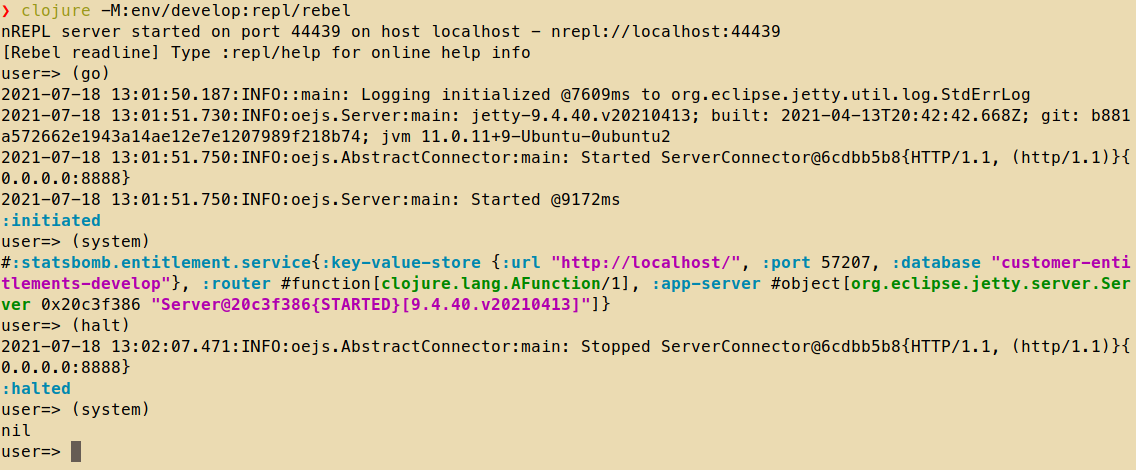 ❯ clojure -M:env/develop:repl/rebel
nREPL server started on port 44439 on host localhost - nrepl://localhost:44439
[Rebel readline] Type :repl/help for online help info
user=> (go)
2021-07-18 13:01:50.187:INFO::main: Logging initialized @7609ms to org.eclipse.jetty.util.log.StdErrLog
2021-07-18 13:01:51.730:INFO:oejs.Server:main: jetty-9.4.40.v20210413; built: 2021-04-13T20:42:42.668Z; git: b881
a572662e1943a14ae12e7e1207989f218b74; jvm 11.0.11+9-Ubuntu-0ubuntu2
2021-07-18 13:01:51.750:INFO:oejs.AbstractConnector:main: Started ServerConnector@6cdbb5b8{HTTP/1.1, (http/1.1)}{
0.0.0.0:8888}
2021-07-18 13:01:51.750:INFO:oejs.Server:main: Started @9172ms
:initiated
user=> (system)
#:statsbomb.entitlement.service{:key-value-store {:url "http://localhost/", :port 57207, :database "customer-enti
tlements-develop"}, :router #function[clojure.lang.AFunction/1], :app-server #object[org.eclipse.jetty.server.Ser
ver 0x20c3f386 "Server@20c3f386{STARTED}[9.4.40.v20210413]"]}
user=> (halt)
2021-07-18 13:02:07.471:INFO:oejs.AbstractConnector:main: Stopped ServerConnector@6cdbb5b8{HTTP/1.1, (http/1.1)}{
0.0.0.0:8888}
:halted
user=> (system)
nil
user=>